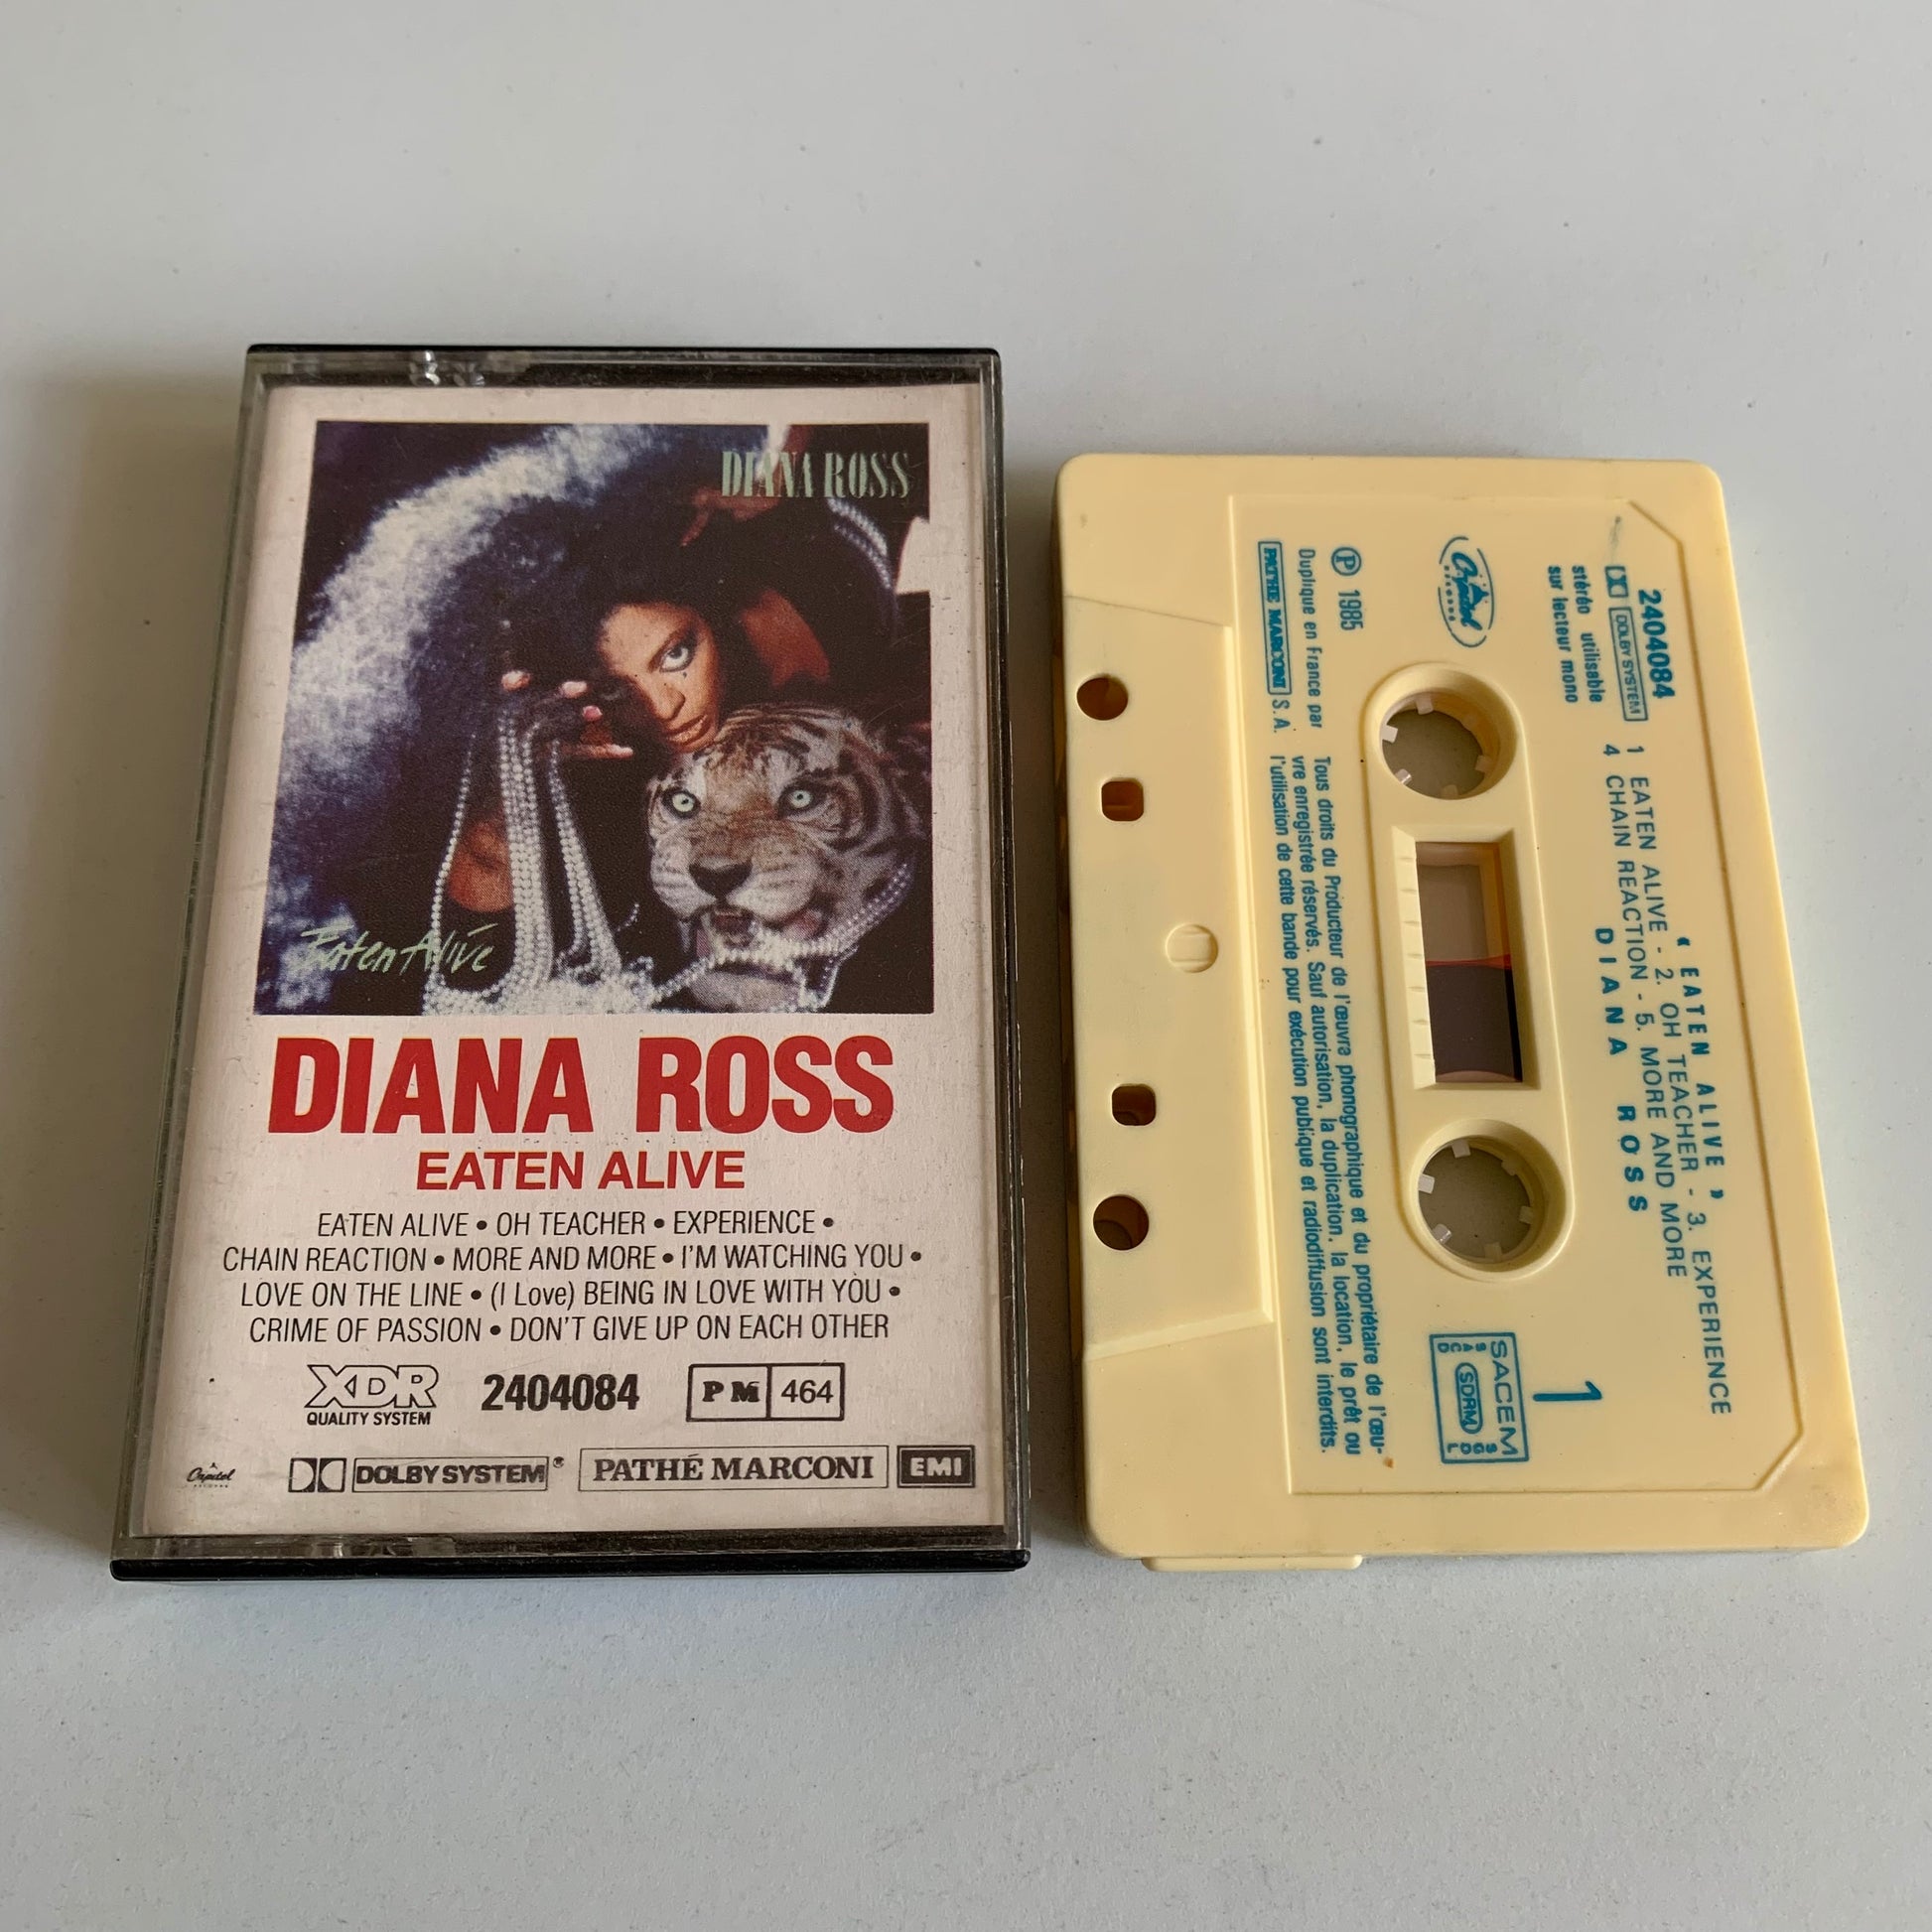 DIANA ROSS
Eaten Alive
DIANA ROSS
EATEN ALIVE
EATEN ALIVE • OH TEACHER • EXPERIENCE •
CHAIN REACTION • MORE AND MORE • I'M WATCHING YOU •
LOVE ON THE LINE • (I Love) BEING IN LOVE WITH YOU •
CRIME OF PASSION • DON'T GIVE UP ON EACH OTHER
XDR
QUALITY SYSTEM
2404084
PM 464
Capitol
RECORDS
DOLBY SYSTEM®
PATHÉ MARCONI
EMI
2404084
DOLBY SYSTEM
stéréo utilisable
sur lecteur mono
« EATEN ALIVE »
1 EATEN ALIVE - 2. OH TEACHER - 3. EXPERIENCE
4 CHAIN REACTION - 5. MORE AND MORE
DIANA ROSS
Capitol
RECORDS
1
SACEM
SDRM
Ⓟ 1985
Duplique en France par
PATHE MARCONI S.A.
Tous droits du Producteur de l'œuvra phonographique et du propriétaire de l'œu-
vre enregistrée réservés. Sauf autorisation, la duplication, la location, le prêt ou
l'utilisation de cette bande pour exécution publique et radiodiffusion sont interdits.